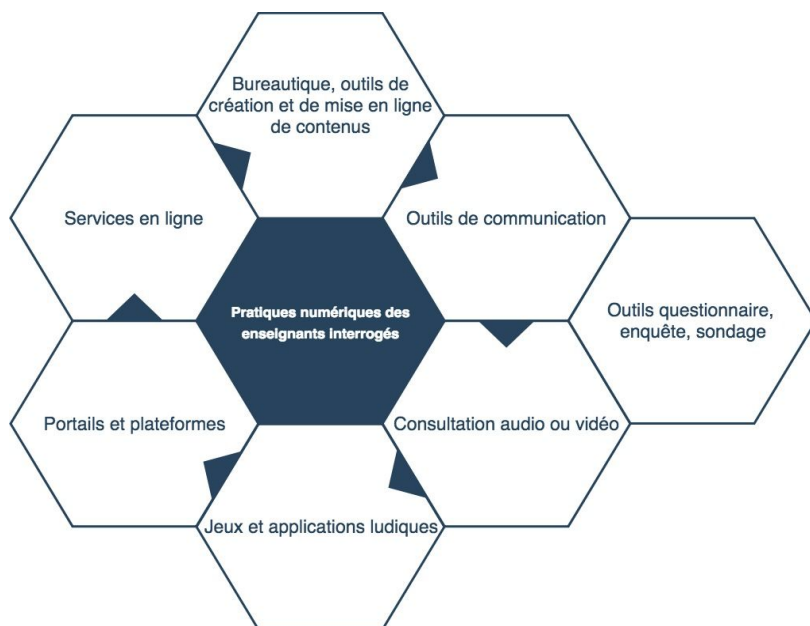 Bureautique, outils de
création et de mise en ligne
de contenus
Services en ligne
Outils de communication
Pratiques numériques des
enseignants interrogés
Outils questionnaire,
enquête, sondage
Portails et plateformes
Consultation audio ou vidéo
Jeux et applications ludiques